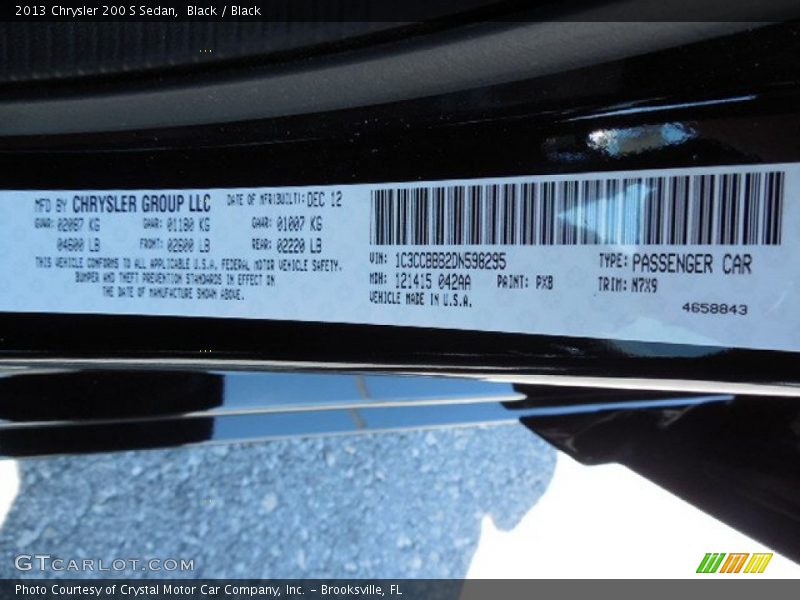 2013 Chrysler 200 S Sedan, Black / Black
MFD BY CHRYSLER GROUP LLC DATE OF MFR(BUILT): DEC 12
GVWR: 02067 KG GAWR: 01180 KG GAWR: 01007 KG
04600 LB FRONT: 02600 LB REAR: 02220 LB
THIS VEHICLE CONFORMS TO ALL APPLICABLE U.S.A. FEDERAL MOTOR VEHICLE SAFETY,
BUMPER AND THEFT PREVENTION STANDARDS IN EFFECT ON
THE DATE OF MANUFACTURE SHOWN ABOVE.
VIN: 1C3CCBBB2DN598295 TYPE: PASSENGER CAR
MDH: 121415 042AA PAINT: PXB TRIM: N7X9
VEHICLE MADE IN U.S.A. 4658843
GTCARLOT.COM
Photo Courtesy of Crystal Motor Car Company, Inc. - Brooksville, FL